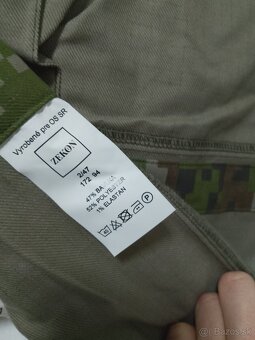 Vyrobené pre OS SR
ZEKON
2/47
172 94
47% BA
52% POLYESTER
1% ELASTAN
© Bazos.sk